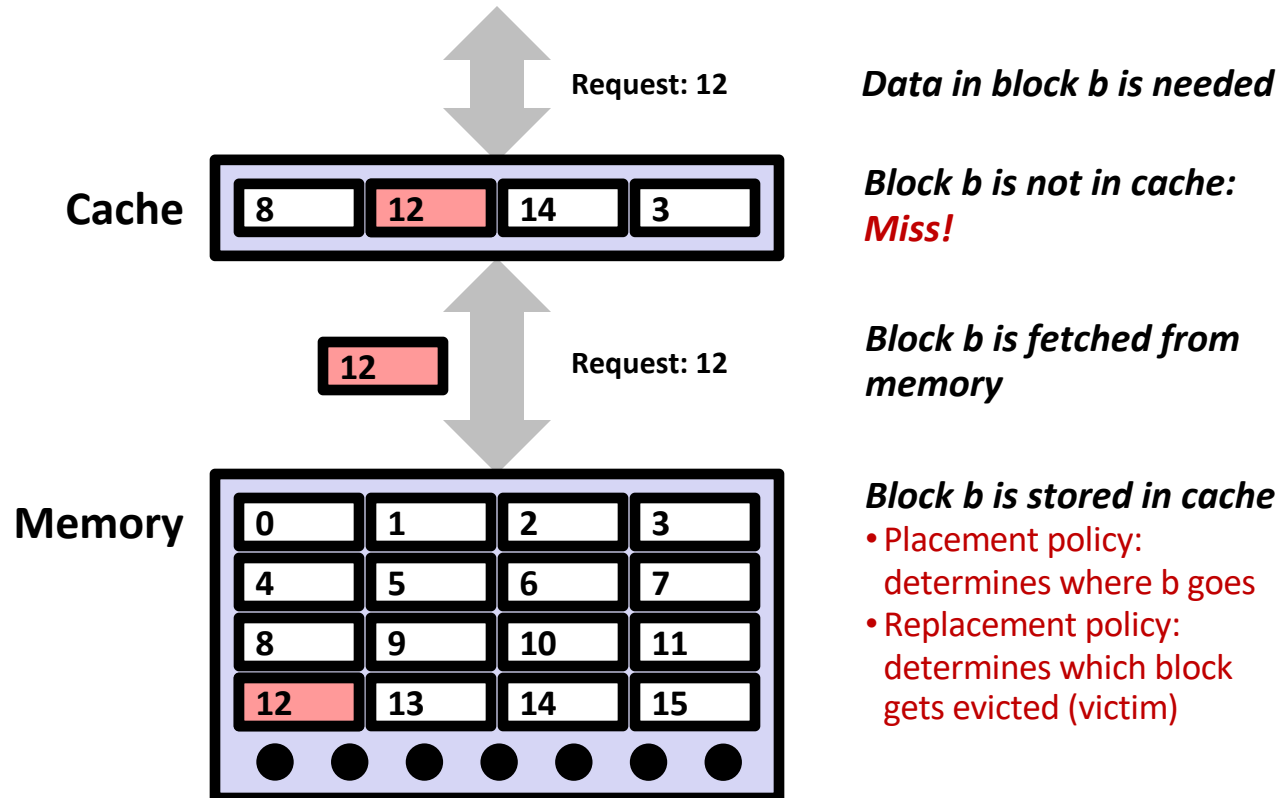 Request: 12
Data in block b is needed
Cache
8 12 14 3
Block b is not in cache:
Miss!
12
Request: 12
Block b is fetched from
memory
Memory
0 1 2 3
4 5 6 7
8 9 10 11
12 13 14 15
Block b is stored in cache
• Placement policy:
determines where b goes
• Replacement policy:
determines which block
gets evicted (victim)